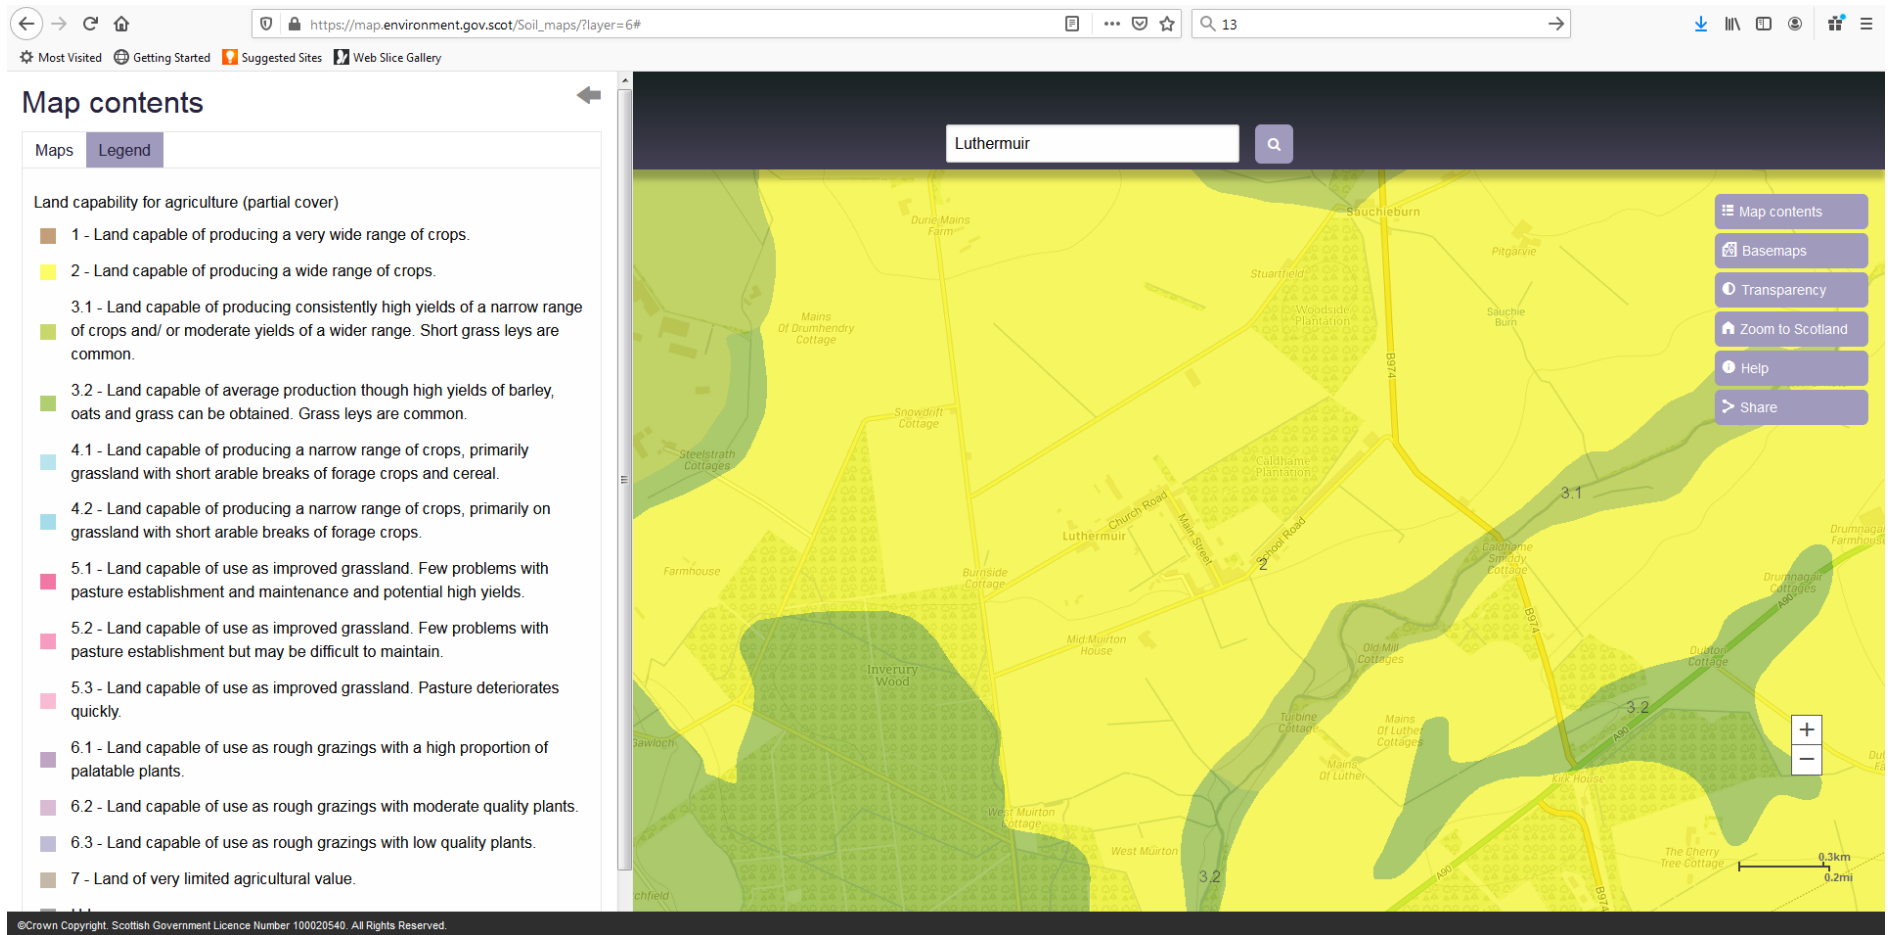 https://map.environment.gov.scot/Soil_maps/?layer=6#
13
Most Visited
Getting Started
Suggested Sites
Web Slice Gallery
Map contents
Maps
Legend
Land capability for agriculture (partial cover)
1 - Land capable of producing a very wide range of crops.
2 - Land capable of producing a wide range of crops.
3.1 - Land capable of producing consistently high yields of a narrow range
of crops and/ or moderate yields of a wider range. Short grass leys are
common.
3.2 - Land capable of average production though high yields of barley,
oats and grass can be obtained. Grass leys are common.
4.1 - Land capable of producing a narrow range of crops, primarily
grassland with short arable breaks of forage crops and cereal.
4.2 - Land capable of producing a narrow range of crops, primarily on
grassland with short arable breaks of forage crops.
5.1 - Land capable of use as improved grassland. Few problems with
pasture establishment and maintenance and potential high yields.
5.2 - Land capable of use as improved grassland. Few problems with
pasture establishment but may be difficult to maintain.
5.3 - Land capable of use as improved grassland. Pasture deteriorates
quickly.
6.1 - Land capable of use as rough grazings with a high proportion of
palatable plants.
6.2 - Land capable of use as rough grazings with moderate quality plants.
6.3 - Land capable of use as rough grazings with low quality plants.
7 - Land of very limited agricultural value.
Luthermuir
Map contents
Basemaps
Transparency
Zoom to Scotland
Help
Share
Durie Mains
Farm
Sauchieburn
Pitgarvie
Stuartfield
Mains
Of Drumhendry
Cottage
Woodside
Plantation
Sauchie
Burn
B974
Snowdrift
Cottage
Steelstrath
Cottages
Caldhame
Plantation
3.1
Church Road
Main Street
School Road
Luthermuir
2
Caldhame
Smiddy
Cottage
Drumnagair
Cottages
A90
Farmhouse
Burnside
Cottage
B974
Mid Muirton
House
Old Mill
Cottages
Dubton
Cottage
Inverury
Wood
3.2
Turbine
Cottage
Mains
Of Luther
Cottages
A90
Mains
Of Luther
Kirk House
West Muirton
Cottage
West Muirton
The Cherry
Tree Cottage
3.2
A90
B974
0.3km
0.2mi
+
−
©Crown Copyright. Scottish Government Licence Number 100020540. All Rights Reserved.